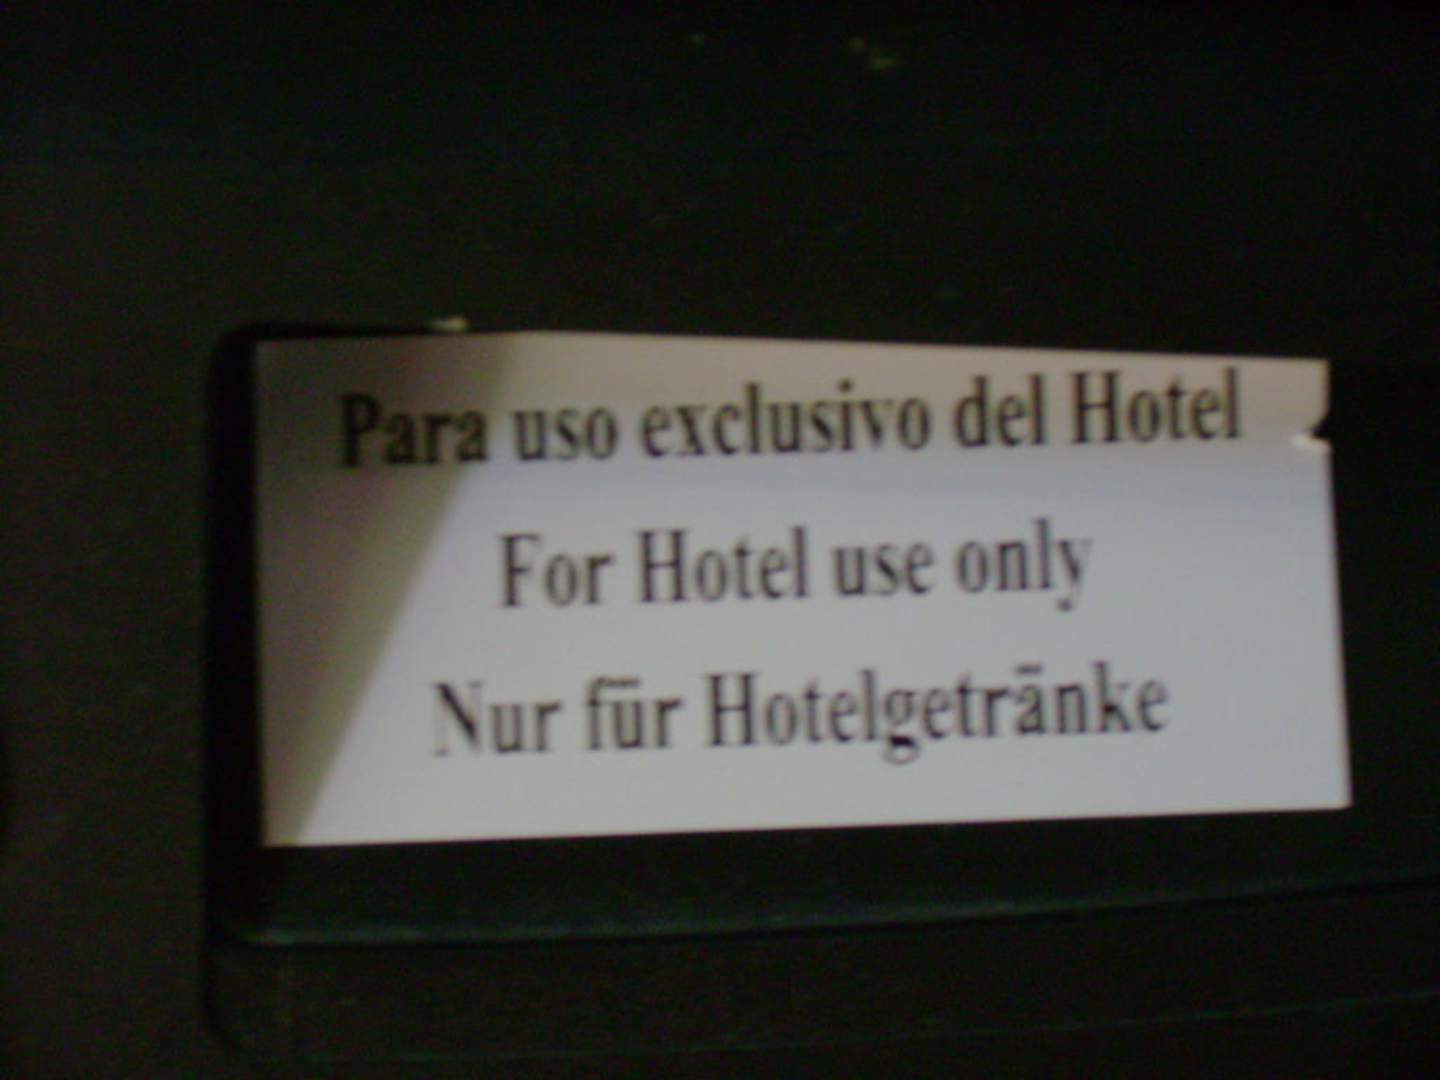 Para uso exclusivo del Hotel
For Hotel use only
Nur für Hotelgetränke